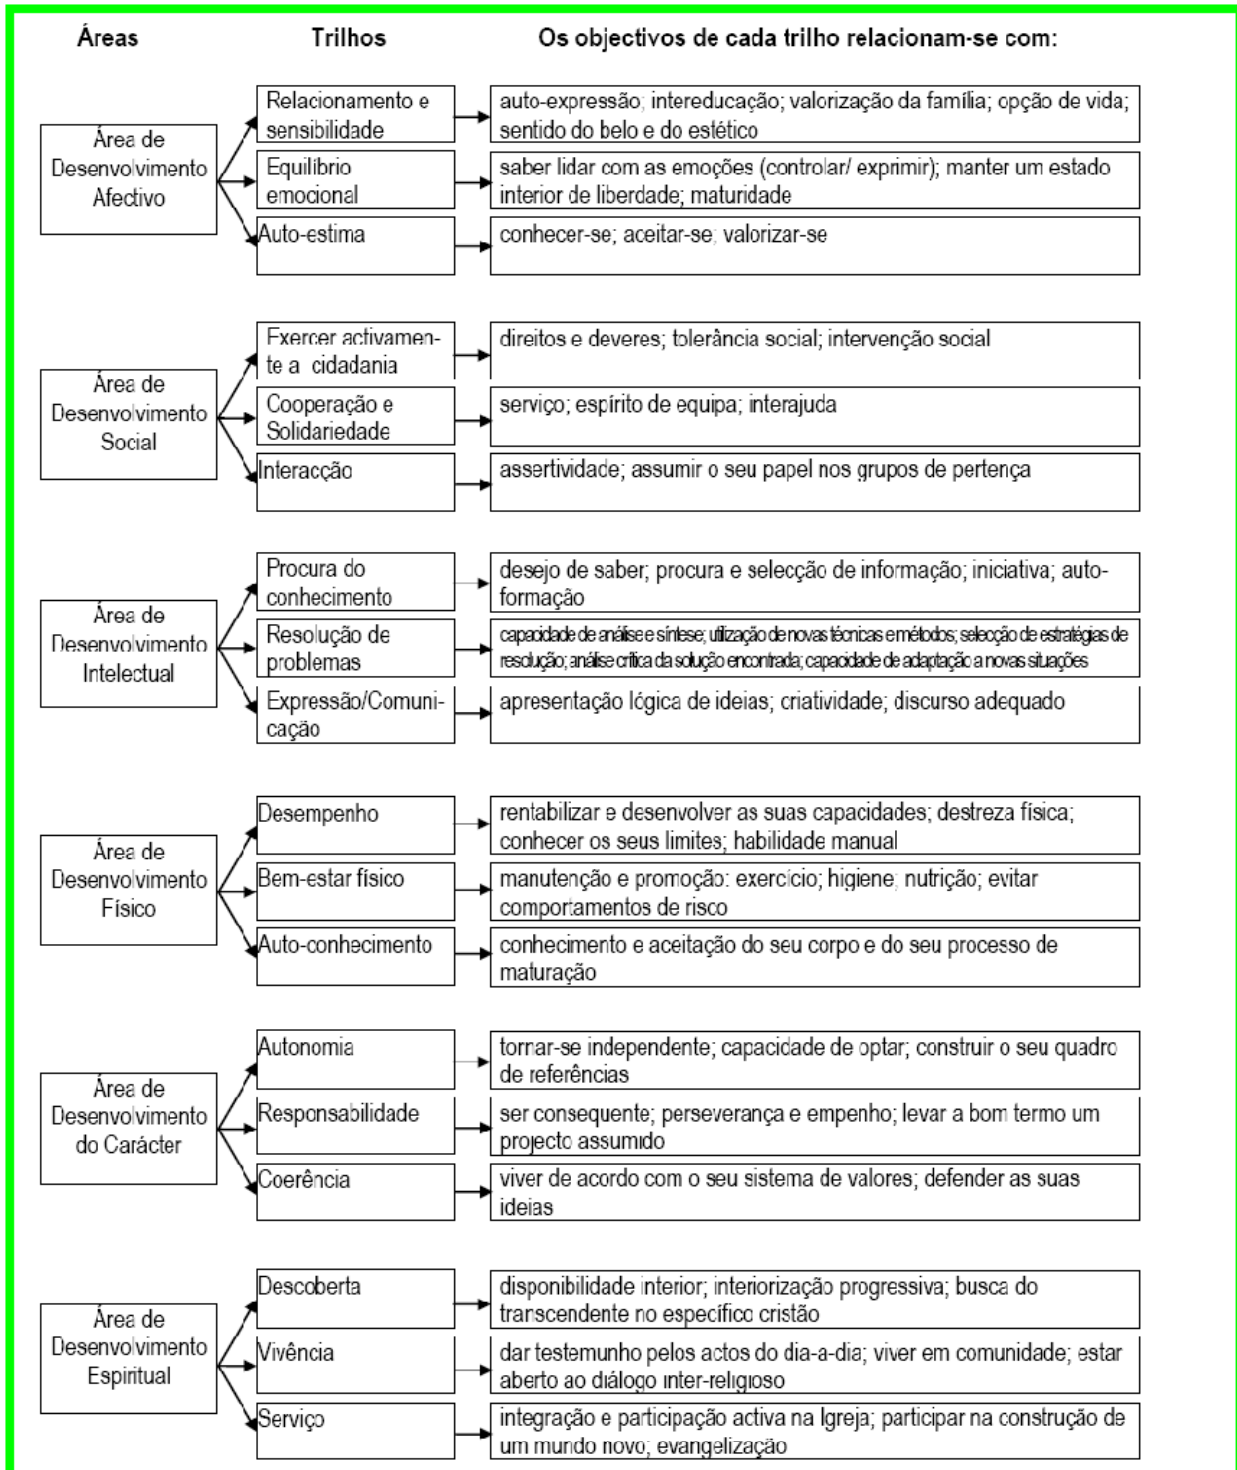 Áreas Trilhos Os objectivos de cada trilho relacionam-se com:
Área de
Desenvolvimento
Afectivo
Relacionamento e
sensibilidade
auto-expressão; intereducação; valorização da família; opção de vida;
sentido do belo e do estético
Equilíbrio
emocional
saber lidar com as emoções (controlar/ exprimir); manter um estado
interior de liberdade; maturidade
Auto-estima
conhecer-se; aceitar-se; valorizar-se
Área de
Desenvolvimento
Social
Exercer activamen-
te a cidadania
direitos e deveres; tolerância social; intervenção social
Cooperação e
Solidariedade
serviço; espírito de equipa; interajuda
Interacção
assertividade; assumir o seu papel nos grupos de pertença
Área de
Desenvolvimento
Intelectual
Procura do
conhecimento
desejo de saber; procura e selecção de informação; iniciativa; auto-
formação
Resolução de
problemas
capacidade de análise e síntese; utilização de novas técnicas e métodos; selecção de estratégias de
resolução; análise crítica da solução encontrada; capacidade de adaptação a novas situações
Expressão/Comuni-
cação
apresentação lógica de ideias; criatividade; discurso adequado
Área de
Desenvolvimento
Físico
Desempenho
rentabilizar e desenvolver as suas capacidades; destreza física;
conhecer os seus limites; habilidade manual
Bem-estar físico
manutenção e promoção: exercício; higiene; nutrição; evitar
comportamentos de risco
Auto-conhecimento
conhecimento e aceitação do seu corpo e do seu processo de
maturação
Área de
Desenvolvimento
do Carácter
Autonomia
tornar-se independente; capacidade de optar; construir o seu quadro
de referências
Responsabilidade
ser consequente; perseverança e empenho; levar a bom termo um
projecto assumido
Coerência
viver de acordo com o seu sistema de valores; defender as suas
ideias
Área de
Desenvolvimento
Espiritual
Descoberta
disponibilidade interior; interiorização progressiva; busca do
transcendente no específico cristão
Vivência
dar testemunho pelos actos do dia-a-dia; viver em comunidade; estar
aberto ao diálogo inter-religioso
Serviço
integração e participação activa na Igreja; participar na construção de
um mundo novo; evangelização